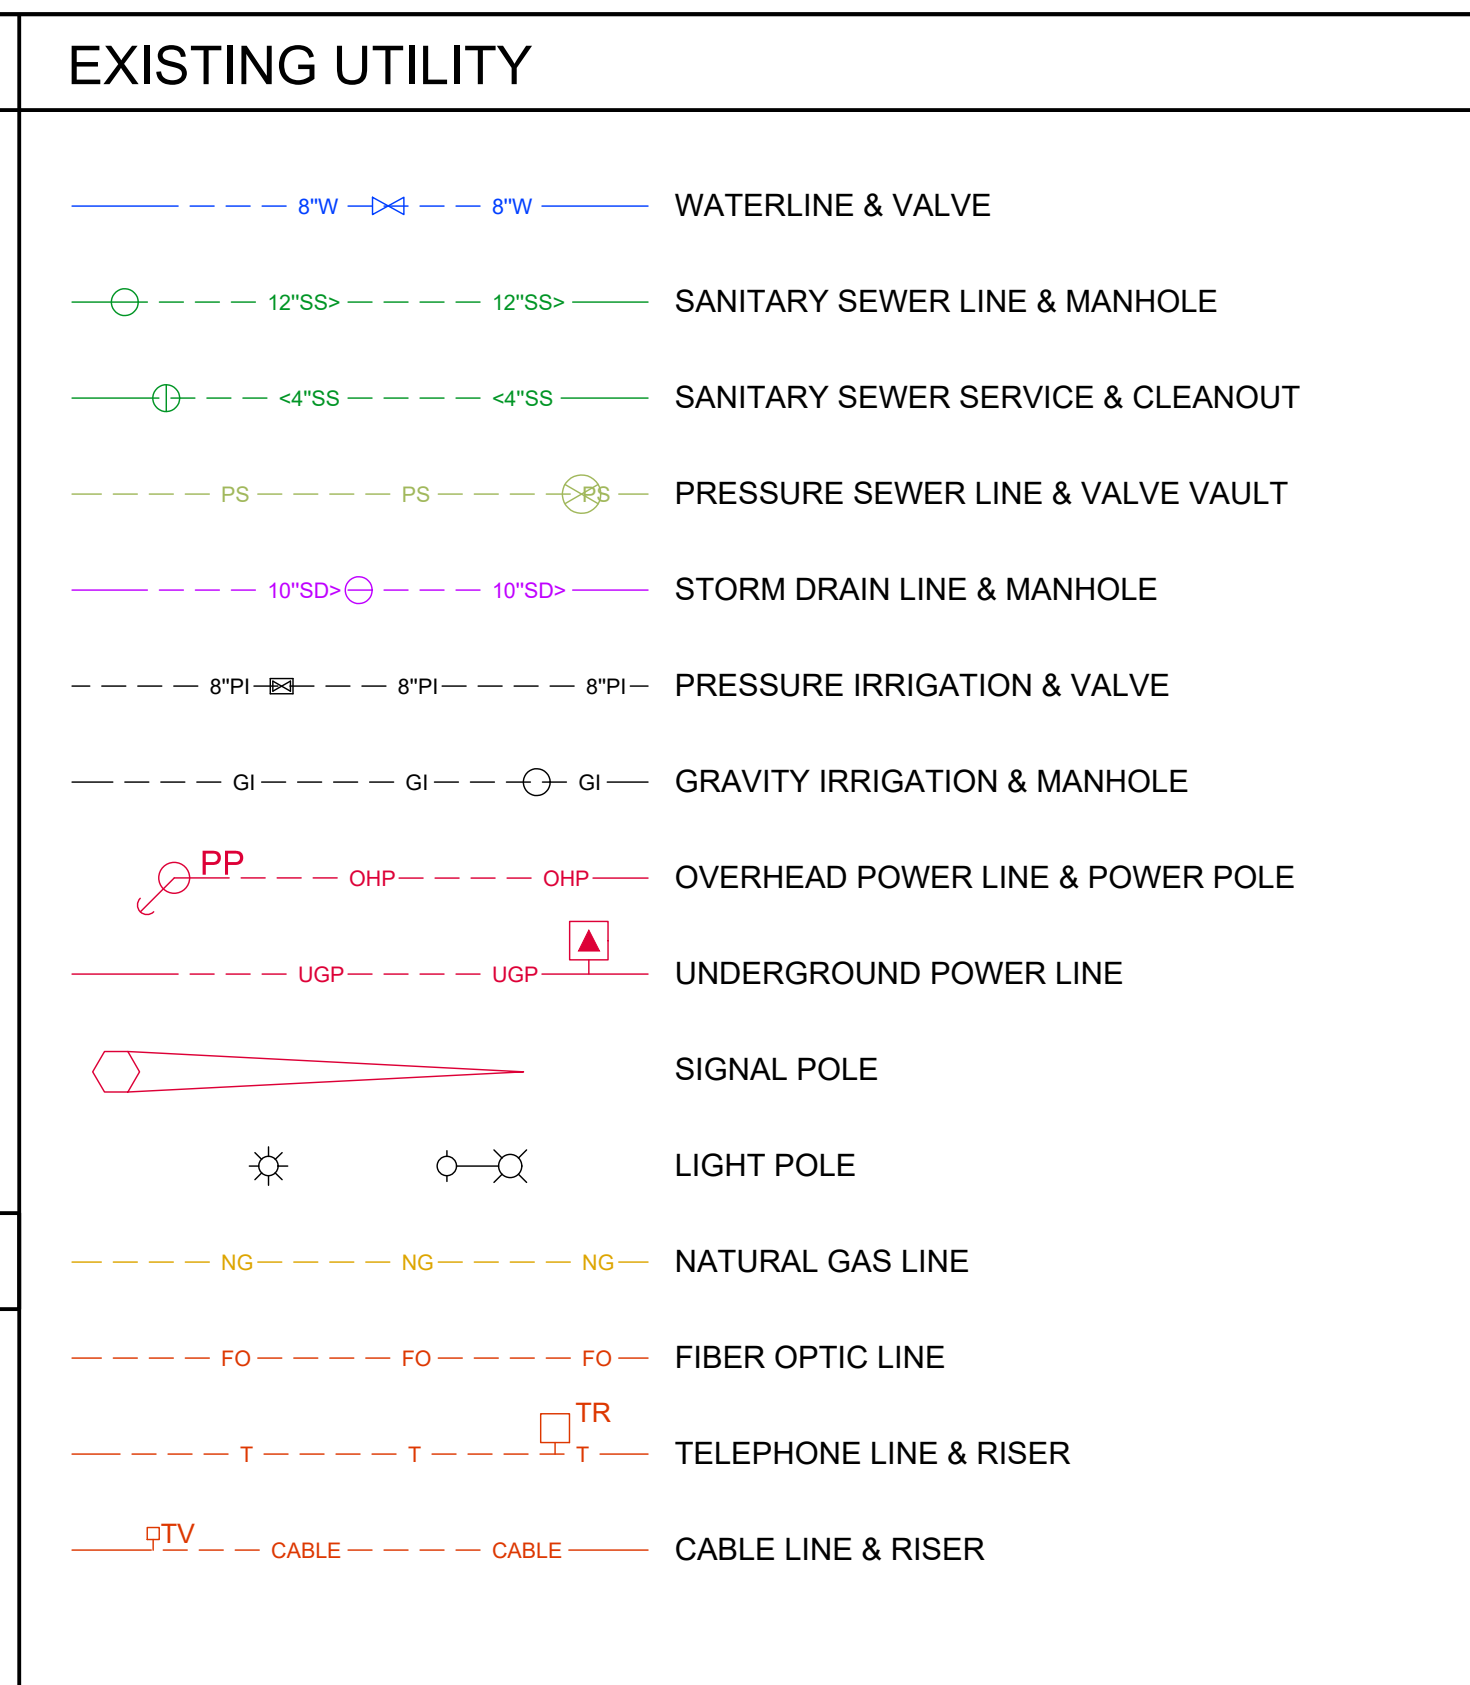 EXISTING UTILITY
8"W 8"W WATERLINE & VALVE
12"SS> 12"SS> SANITARY SEWER LINE & MANHOLE
<4"SS <4"SS SANITARY SEWER SERVICE & CLEANOUT
PS PS PS PRESSURE SEWER LINE & VALVE VAULT
10"SD> 10"SD> STORM DRAIN LINE & MANHOLE
8"PI 8"PI 8"PI PRESSURE IRRIGATION & VALVE
GI GI GI GRAVITY IRRIGATION & MANHOLE
PP
OHP OHP OVERHEAD POWER LINE & POWER POLE
UGP UGP UNDERGROUND POWER LINE
SIGNAL POLE
LIGHT POLE
NG NG NG NATURAL GAS LINE
FO FO FO FIBER OPTIC LINE
TR
T T T TELEPHONE LINE & RISER
TV
CABLE CABLE CABLE LINE & RISER